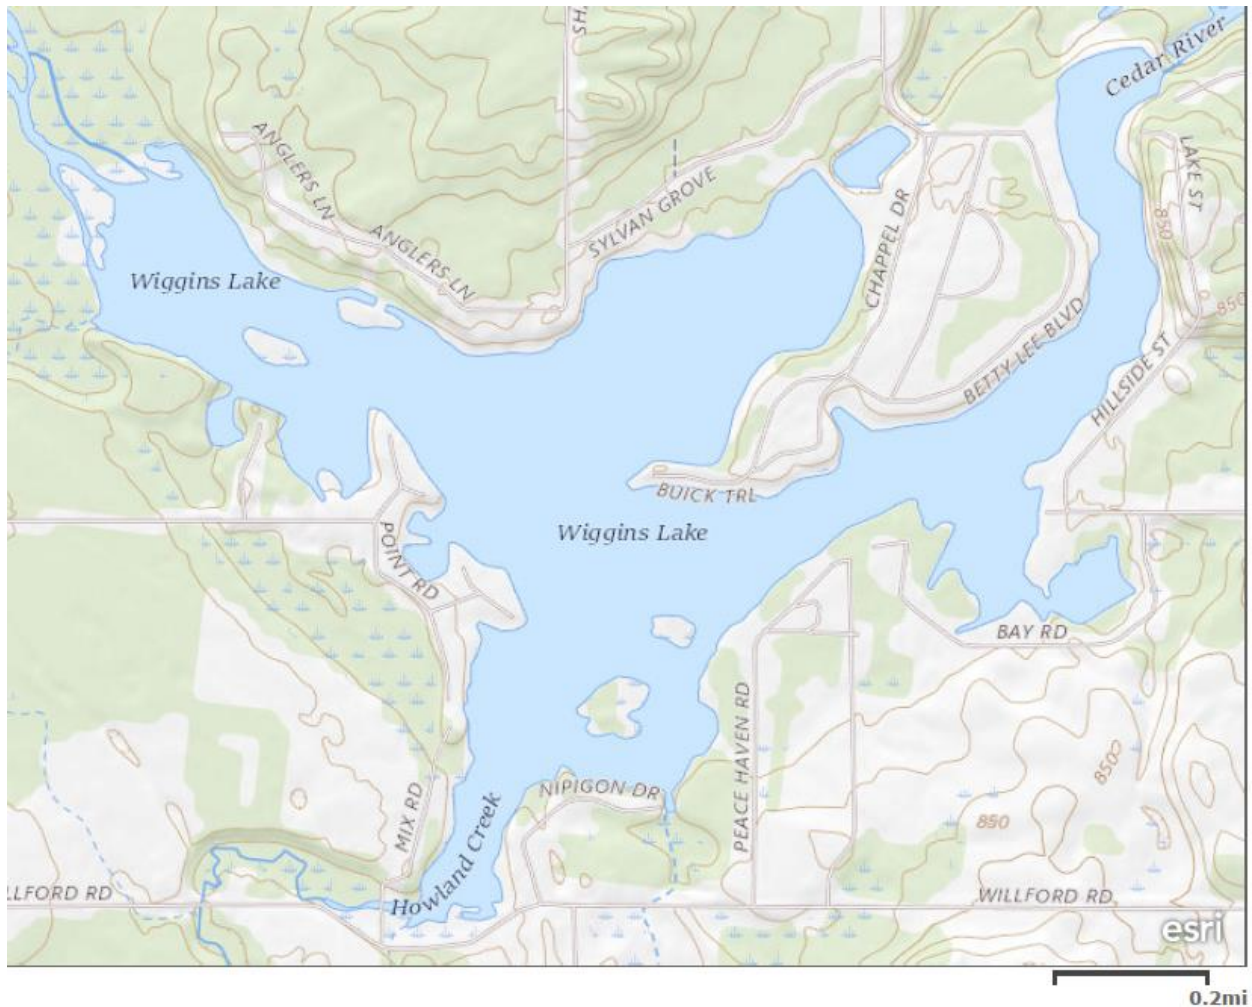 SHA
Cedar River
ANGLERS LN
LAKE ST
SYLVAN GROVE
850
CHAPPEL DR
ANGLERS LN
Wiggins Lake
850
BETTY LEE BLVD
HILLSIDE ST
BUICK TRL
Wiggins Lake
POINT RD
BAY RD
PEACE HAVEN RD
850
NIPIGON DR
MIX RD
850
Howland Creek
LLFORD RD
WILLFORD RD
esri
0.2mi